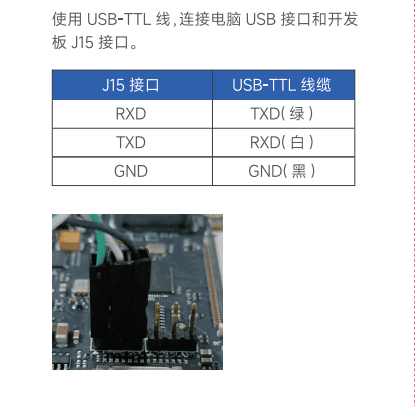 使用 USB-TTL 线,连接电脑 USB 接口和开发
板 J15 接口。
J15 接口 USB-TTL 线缆
RXD TXD(绿)
TXD RXD(白)
GND GND(黑)